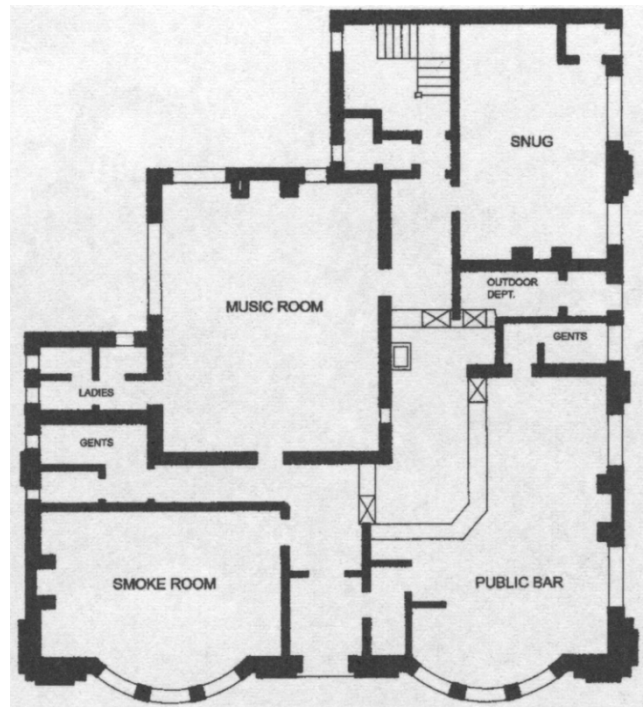 SNUG
OUTDOOR
DEPT.
MUSIC ROOM
GENTS
LADIES
GENTS
SMOKE ROOM
PUBLIC BAR